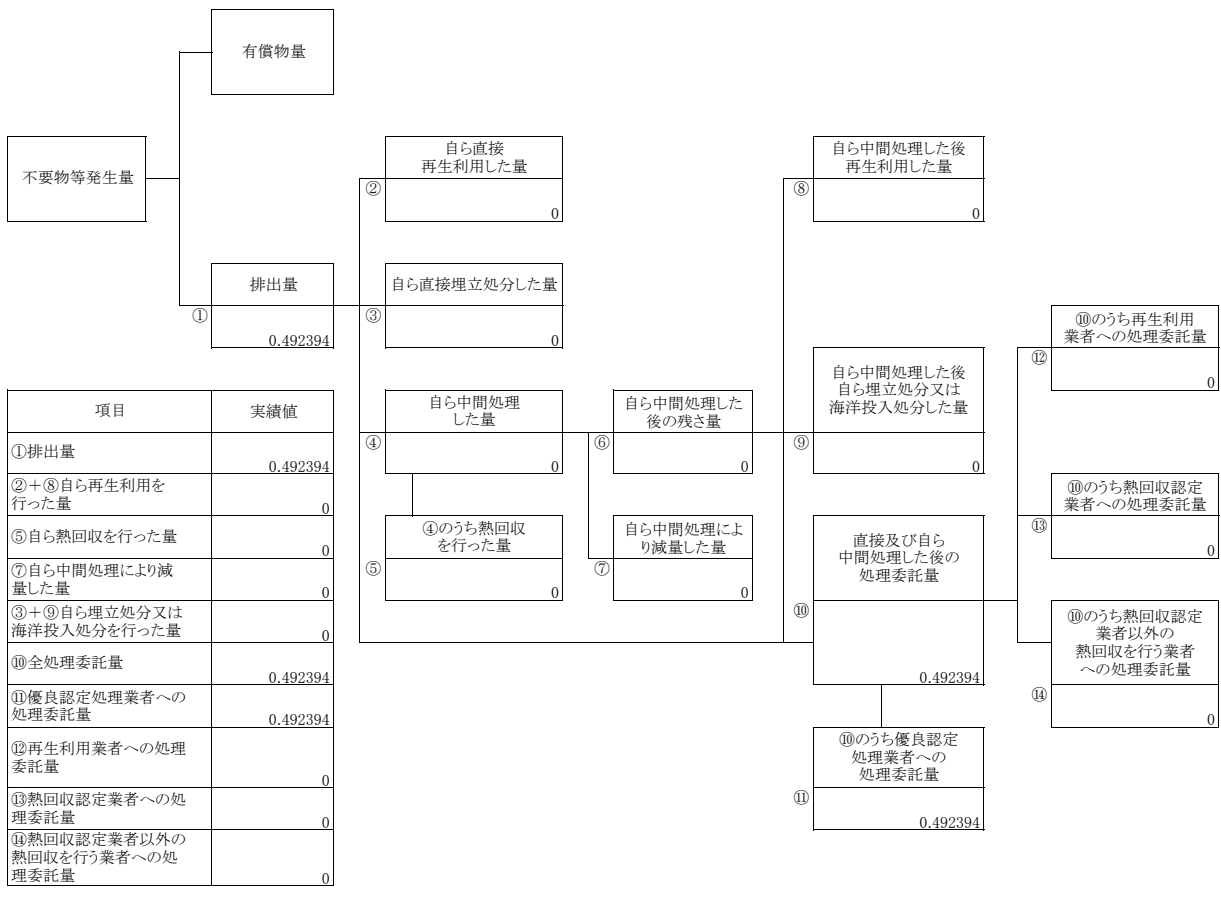 有償物量
不要物等発生量
自ら直接
再生利用した量
②
0
自ら中間処理した後
再生利用した量
⑧
0
排出量
①
0.492394
自ら直接埋立処分した量
③
0
⑩のうち再生利用
業者への処理委託量
⑫
0
自ら中間処理した後
自ら埋立処分又は
海洋投入処分した量
⑨
0
自ら中間処理
した量
④
0
自ら中間処理した
後の残さ量
⑥
0
⑩のうち熱回収認定
業者への処理委託量
⑬
0
④のうち熱回収
を行った量
⑤
0
自ら中間処理によ
り減量した量
⑦
0
直接及び自ら
中間処理した後の
処理委託量
⑩
0.492394
⑩のうち熱回収認定
業者以外の
熱回収を行う業者
への処理委託量
⑭
0
⑩のうち優良認定
処理業者への
処理委託量
⑪
0.492394
項目 実績値
①排出量
0.492394
②+⑧自ら再生利用を
行った量
0
⑤自ら熱回収を行った量
0
⑦自ら中間処理により減
量した量
0
③+⑨自ら埋立処分又は
海洋投入処分を行った量
0
⑩全処理委託量
0.492394
⑪優良認定処理業者への
処理委託量
0.492394
⑫再生利用業者への処理
委託量
0
⑬熱回収認定業者への処
理委託量
0
⑭熱回収認定業者以外の
熱回収を行う業者への処
理委託量
0